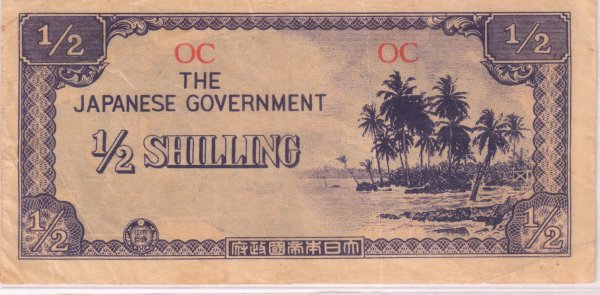 1/2 1/2
OC OC
THE
JAPANESE GOVERNMENT
1/2 SHILLING
1/2 1/2
府政國帝本日大